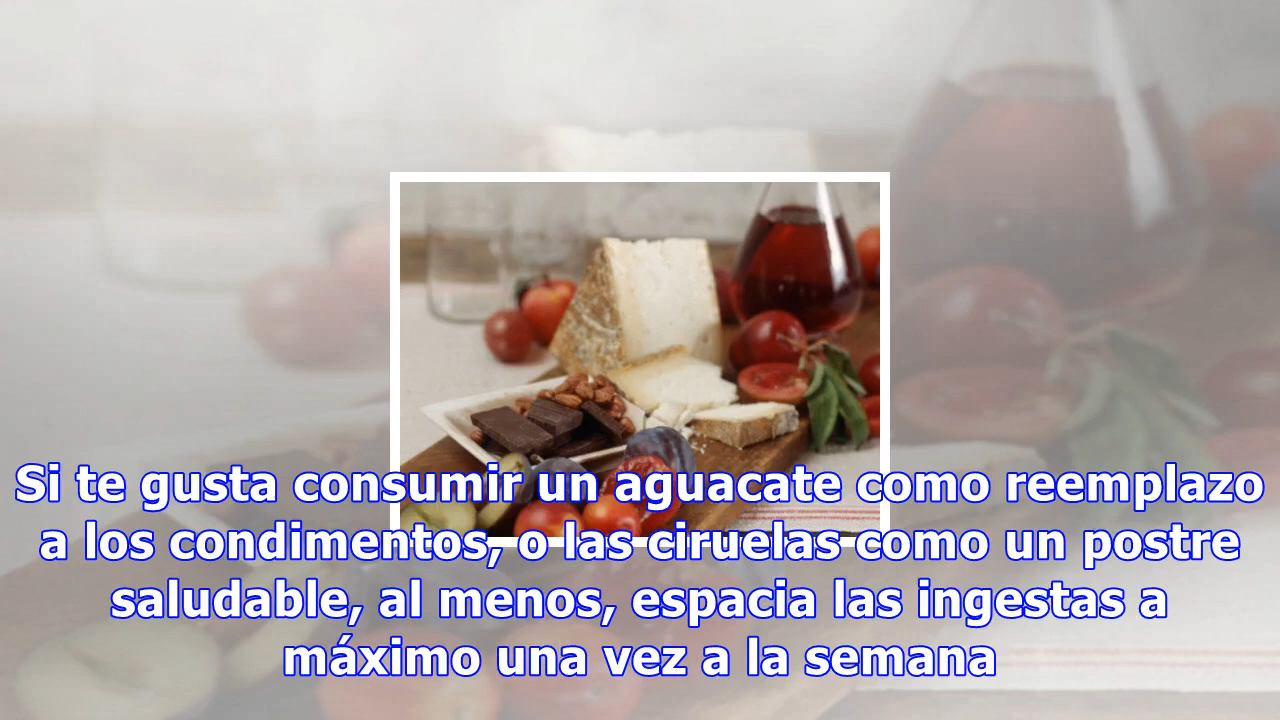 Si te gusta consumir un aguacate como reemplazo
a los condimentos, o las ciruelas como un postre
saludable, al menos, espacia las ingestas a
máximo una vez a la semana